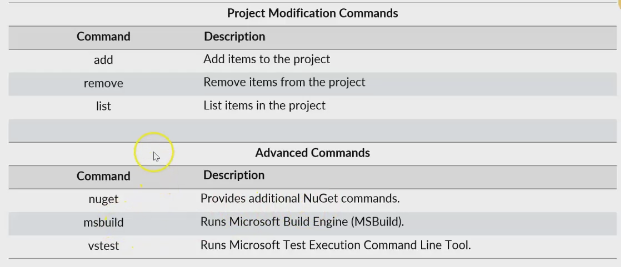 Project Modification Commands
Command Description
add Add items to the project
remove Remove items from the project
list List items in the project
Advanced Commands
Command Description
nuget Provides additional NuGet commands.
msbuild Runs Microsoft Build Engine (MSBuild).
vstest Runs Microsoft Test Execution Command Line Tool.